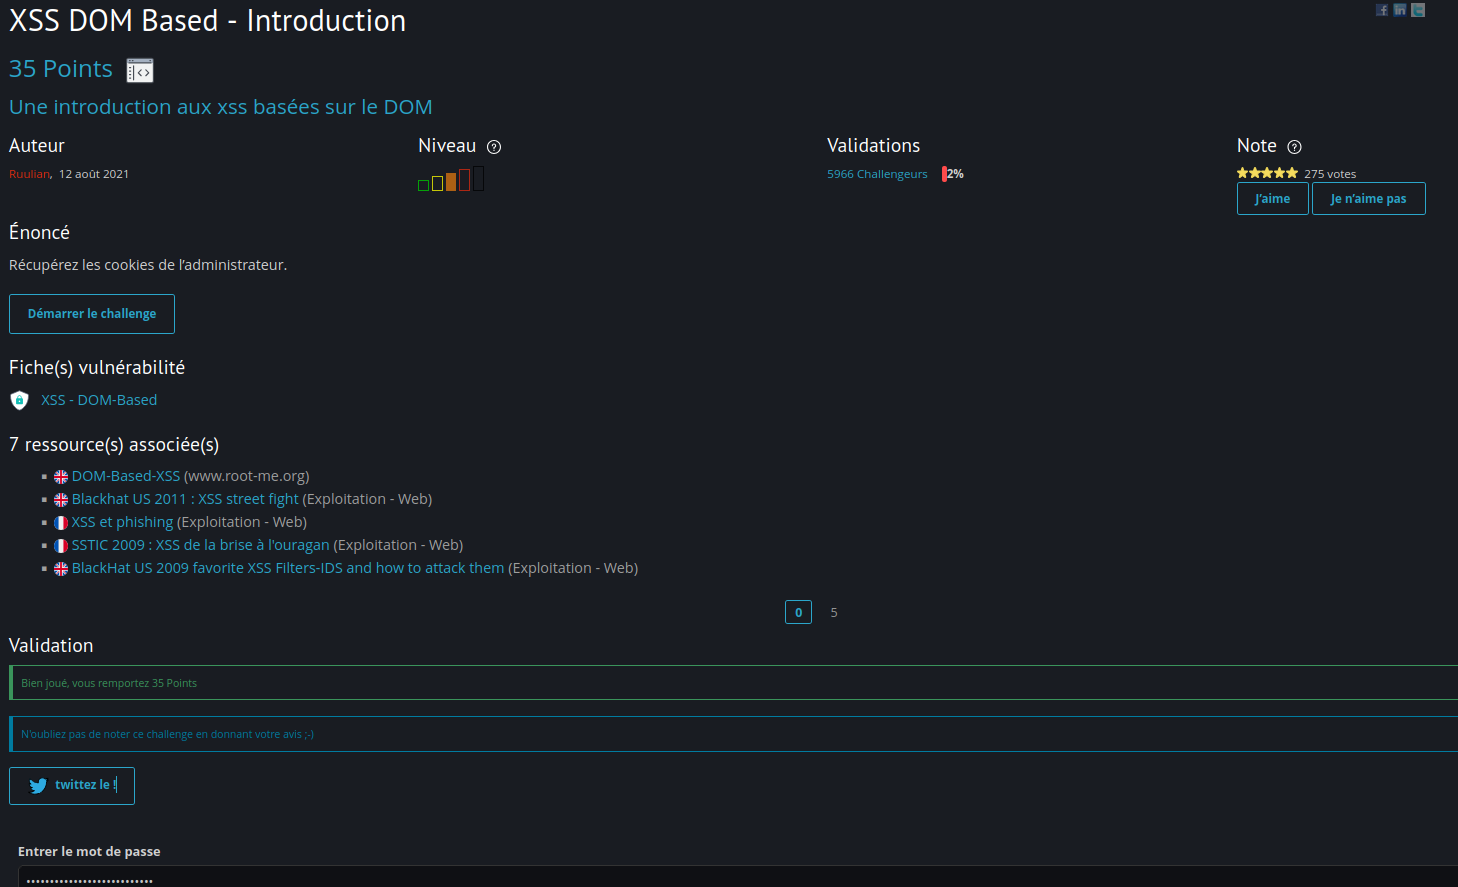 XSS DOM Based - Introduction
35 Points
Une introduction aux xss basées sur le DOM
Auteur Niveau Validations Note
Ruulian, 12 août 2021 5966 Challengeurs 2% 275 votes
J'aime Je n'aime pas
Énoncé
Récupérez les cookies de l'administrateur.
Démarrer le challenge
Fiche(s) vulnérabilité
XSS - DOM-Based
7 ressource(s) associée(s)
DOM-Based-XSS (www.root-me.org)
Blackhat US 2011 : XSS street fight (Exploitation - Web)
XSS et phishing (Exploitation - Web)
SSTIC 2009 : XSS de la brise à l'ouragan (Exploitation - Web)
BlackHat US 2009 favorite XSS Filters-IDS and how to attack them (Exploitation - Web)
0 5
Validation
Bien joué, vous remportez 35 Points
N'oubliez pas de noter ce challenge en donnant votre avis ;-)
twittez le !
Entrer le mot de passe